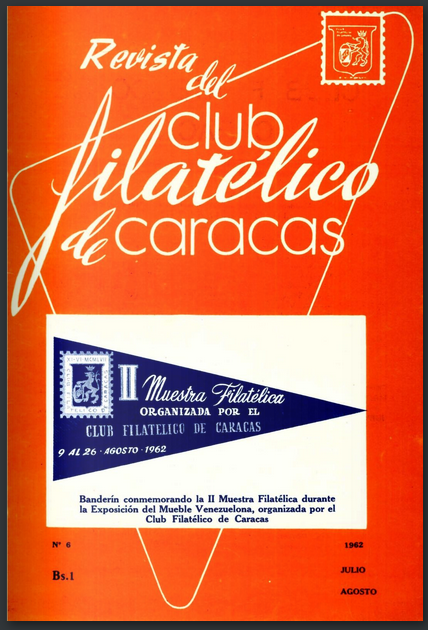 Revista
del
club
filatélico
de caracas
II Muestra Filatélica
ORGANIZADA POR EL
CLUB FILATELICO DE CARACAS
9 AL 26 · AGOSTO · 1962
Banderín conmemorando la II Muestra Filatélica durante
la Exposición del Mueble Venezuelona, organizada por el
Club Filatélico de Caracas
Nº 6
1962
Bs.1
JULIO
AGOSTO